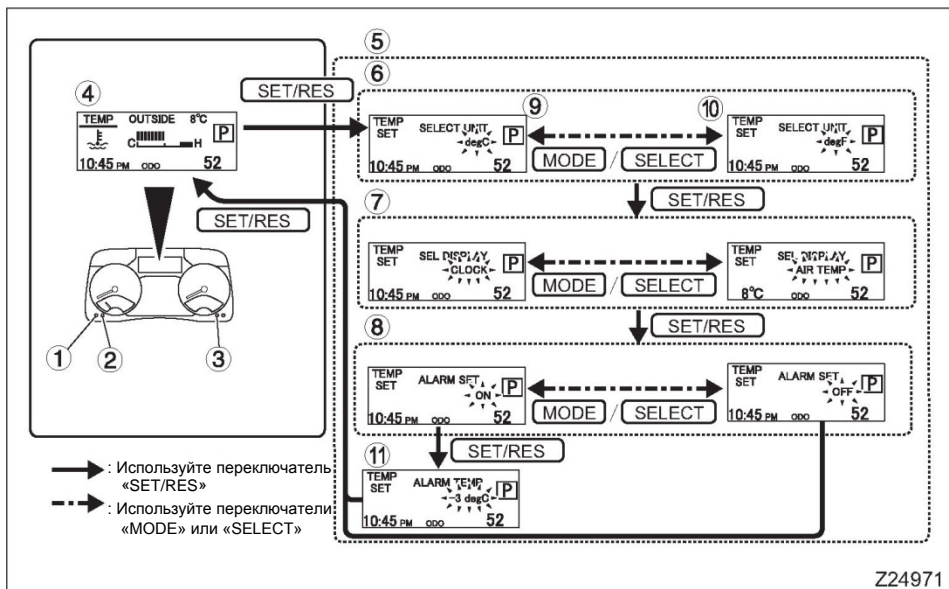 ⑤
⑥
④
SET/RES
TEMP OUTSIDE 8°C
P
C H
10:45 PM ODO 52
SET/RES
⑨
TEMP SET SELECT UNIT P
degC
10:45 PM ODO 52
MODE / SELECT
⑩
TEMP SET SELECT UNIT P
degF
10:45 PM ODO 52
SET/RES
⑦
TEMP SET SEL DISPLAY P
CLOCK
10:45 PM ODO 52
MODE / SELECT
TEMP SET SEL DISPLAY P
AIR TEMP
8°C ODO 52
SET/RES
① ② ③
⑧
TEMP SET ALARM SET P
ON
10:45 PM ODO 52
MODE / SELECT
TEMP SET ALARM SET P
OFF
10:45 PM ODO 52
SET/RES
⑪
TEMP SET ALARM TEMP P
-3 degC
10:45 PM ODO 52
: Используйте переключатель
«SET/RES»
: Используйте переключатели
«MODE» или «SELECT»
Z24971